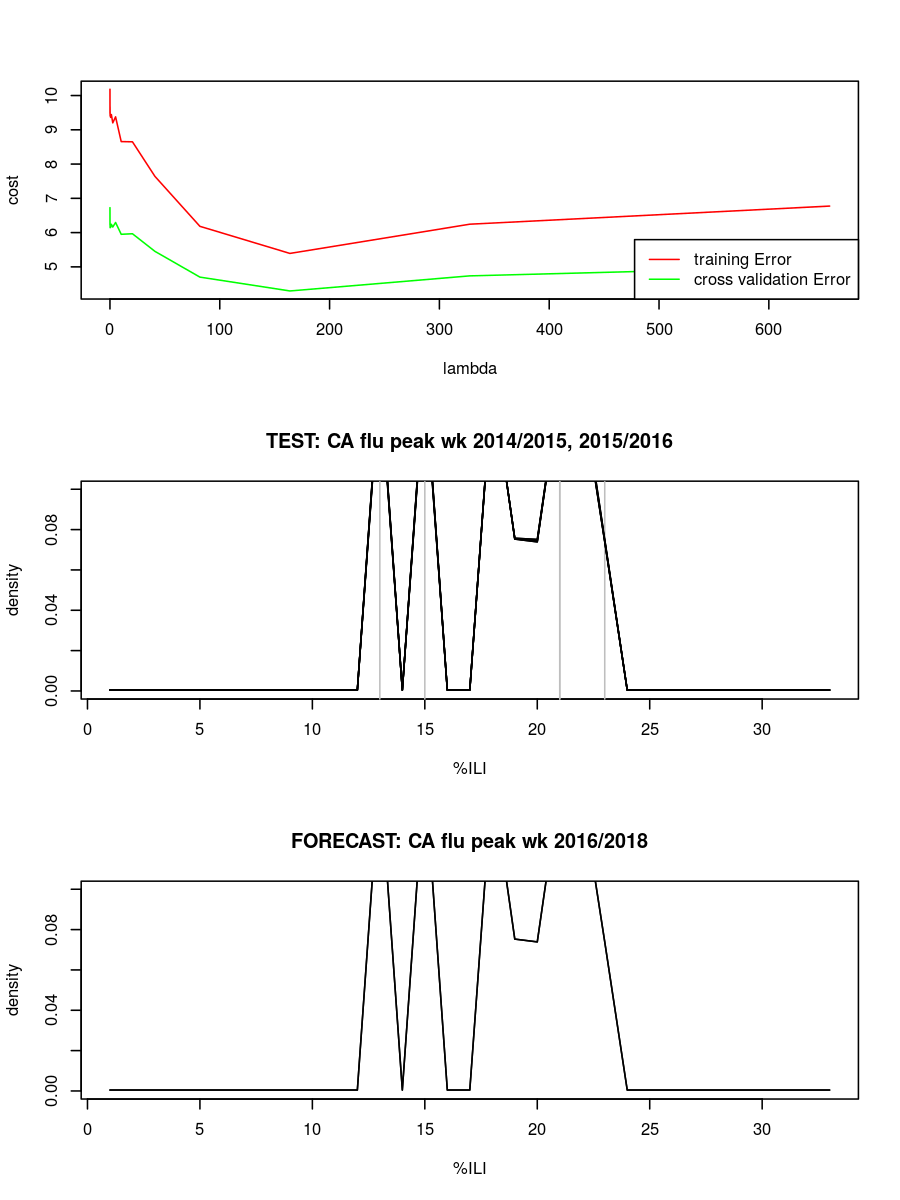 10
9
8
7
6
5
cost
training Error
cross validation Error
0 100 200 300 400 500 600
lambda
TEST: CA flu peak wk 2014/2015, 2015/2016
0.08
0.04
0.00
density
0 5 10 15 20 25 30
%ILI
FORECAST: CA flu peak wk 2016/2018
0.08
0.04
0.00
density
0 5 10 15 20 25 30
%ILI